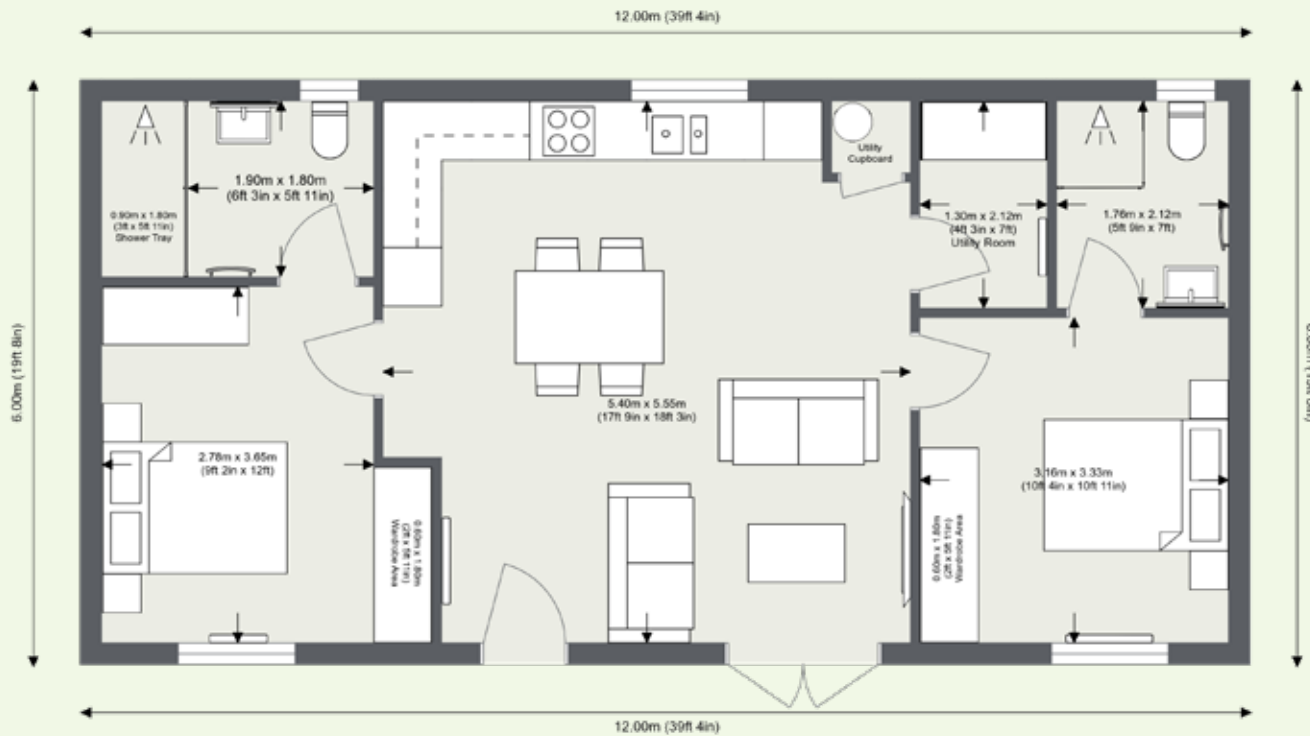 12.00m (39ft 4in)
1.90m x 1.80m
(6ft 3in x 5ft 11in)
0.90m x 1.80m
(3ft x 5ft 11in)
Shower Tray
Utility
Cupboard
1.30m x 2.12m
(4ft 3in x 7ft)
Utility Room
1.76m x 2.12m
(5ft 9in x 7ft)
6.00m (19ft 8in)
5.40m x 5.55m
(17ft 9in x 18ft 3in)
2.78m x 3.65m
(9ft 2in x 12ft)
3.16m x 3.33m
(10ft 4in x 10ft 11in)
0.60m x 1.80m
(2ft x 5ft 11in)
Wardrobe Area
0.60m x 1.80m
(2ft x 5ft 11in)
Wardrobe Area
12.00m (39ft 4in)